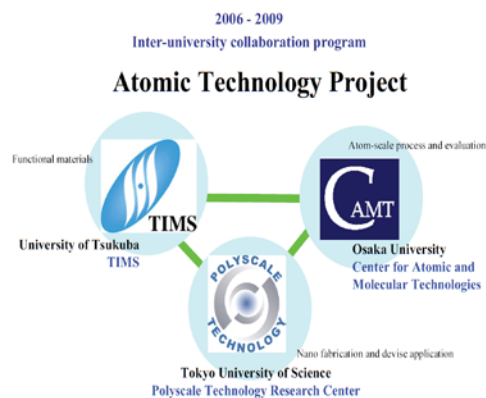 2006 - 2009
Inter-university collaboration program
Atomic Technology Project
Functional materials
Atom-scale process and evaluation
TIMS
CAMT
University of Tsukuba
TIMS
Osaka University
Center for Atomic and
Molecular Technologies
POLYSCALE
TECHNOLOGY
Nano fabrication and devise application
Tokyo University of Science
Polyscale Technology Research Center